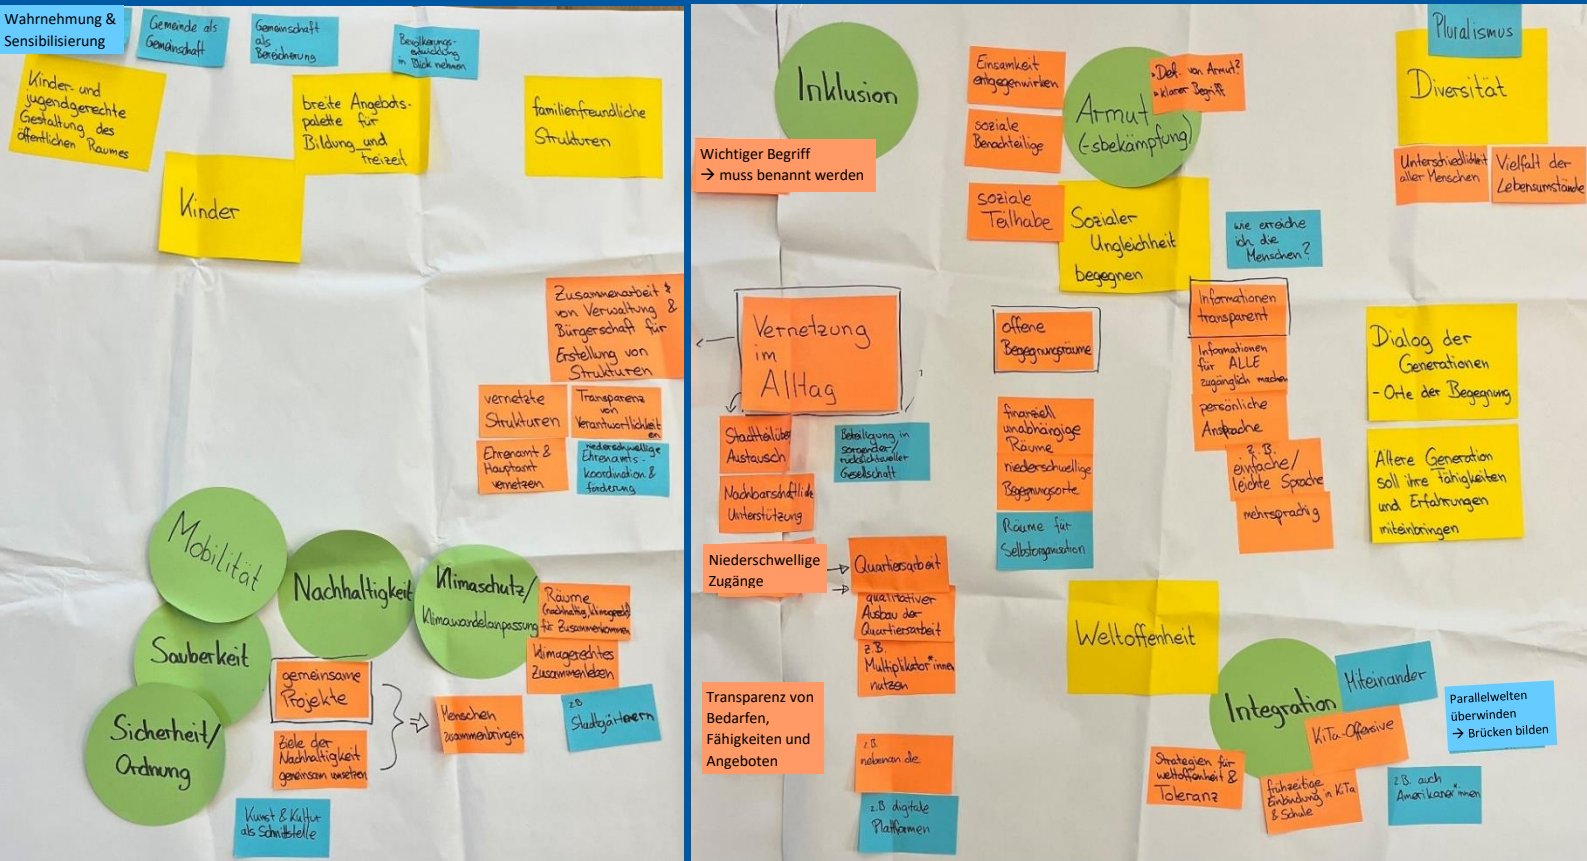 Wahrnehmung &
Sensibilisierung
Gemeinde als
Gemeinschaft
Gemeinschaft
als
Bereicherung
Bevölkerungs-
entwicklung
in Blick nehmen
Kinder- und
jugendgerechte
Gestaltung des
öffentlichen Raumes
breite Angebots-
palette für
Bildung und
Freizeit
familienfreundliche
Strukturen
Kinder
Zusammenarbeit
von Verwaltung &
Bürgerschaft für
Erstellung von
Strukturen
vernetzte
Strukturen
Transparenz
von
Verantwortlichkeit
en
Ehrenamt &
Hauptamt
vernetzen
niederschwellige
Ehrenamts-
koordination &
förderung
Mobilität
Nachhaltigkeit
Klimaschutz/
Klimawandelanpassung
Räume
(nachhaltig, klimagerecht)
für Zusammenkommen
Klimagerechtes
Zusammenleben
z.B.
Stadtgärtnern
Sauberkeit
Sicherheit/
Ordnung
gemeinsame
Projekte
Ziele der
Nachhaltigkeit
gemeinsam umsetzen
Menschen
zusammenbringen
Kunst & Kultur
als Schnittstelle
Inklusion
Wichtiger Begriff
→ muss benannt werden
Einsamkeit
entgegenwirken
soziale
Benachteilige
soziale
Teilhabe
Armut
(-sbekämpfung)
• Def. von Armut?
• klarer Begriff
Sozialer
Ungleichheit
begegnen
wie erreiche
ich die
Menschen?
Pluralismus
Diversität
Unterschiedlichkeit
aller Menschen
Vielfalt der
Lebensumstände
Vernetzung
im
Alltag
Stadtteilüber
Austausch
Nachbarschaftliche
Unterstützung
Beteiligung in
sorgender/
rücksichtsvoller
Gesellschaft
offene
Begegnungsräume
finanziell
unabhängige
Räume
niederschwellige
Begegnungsorte
Räume für
Selbstorganisation
Informationen
transparent
Informationen
für ALLE
zugänglich machen
persönliche
Ansprache
z.B.
einfache/
leichte Sprache
mehrsprachig
Dialog der
Generationen
- Orte der Begegnung
Ältere Generation
soll ihre Fähigkeiten
und Erfahrungen
miteinbringen
Niederschwellige
Zugänge
Quartiersarbeit
qualitativer
Ausbau der
Quartiersarbeit
z.B.
Multiplikator*innen
nutzen
Transparenz von
Bedarfen,
Fähigkeiten und
Angeboten
z.B.
nebenan.de
z.B digitale
Plattformen
Weltoffenheit
Integration
Miteinander
KiTa-Offensive
Parallelwelten
überwinden
→ Brücken bilden
Strategien für
weltoffenheit &
Toleranz
frühzeitige
Einbindung in KiTa
& Schule
z.B. auch
Amerikaner*innen